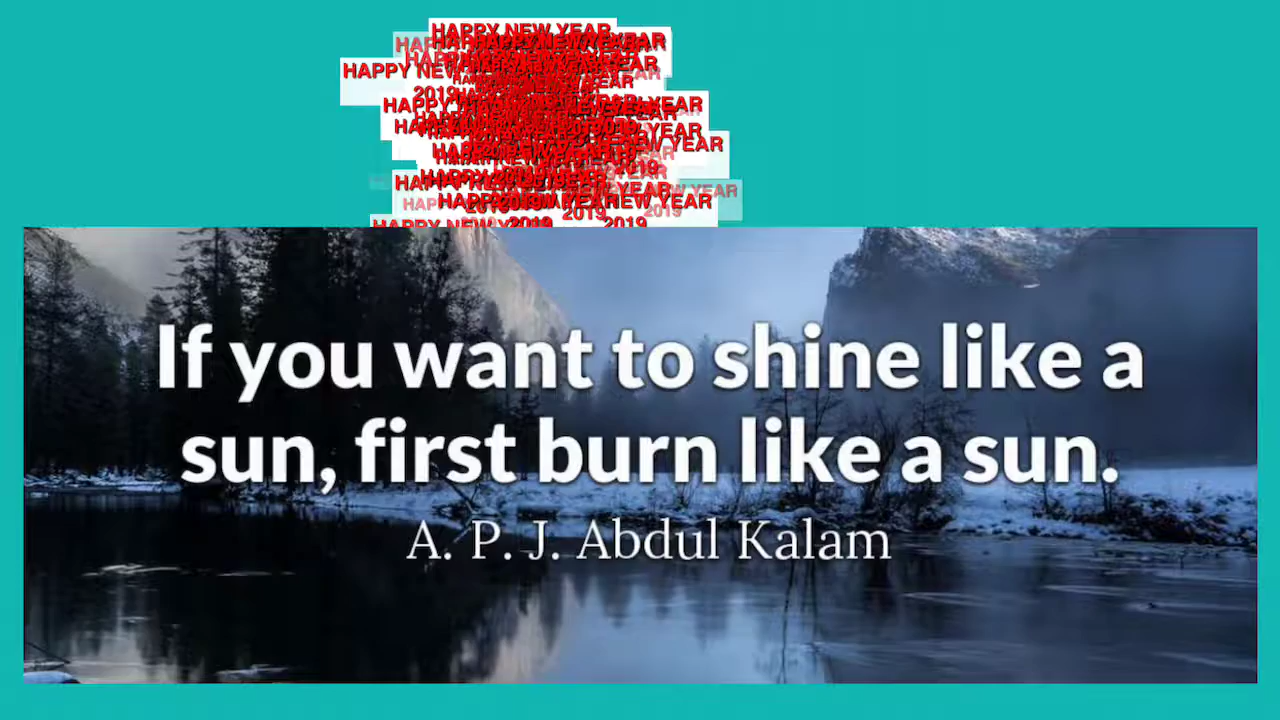 HAPPY NEW YEAR
2019
If you want to shine like a
sun, first burn like a sun.
A. P. J. Abdul Kalam